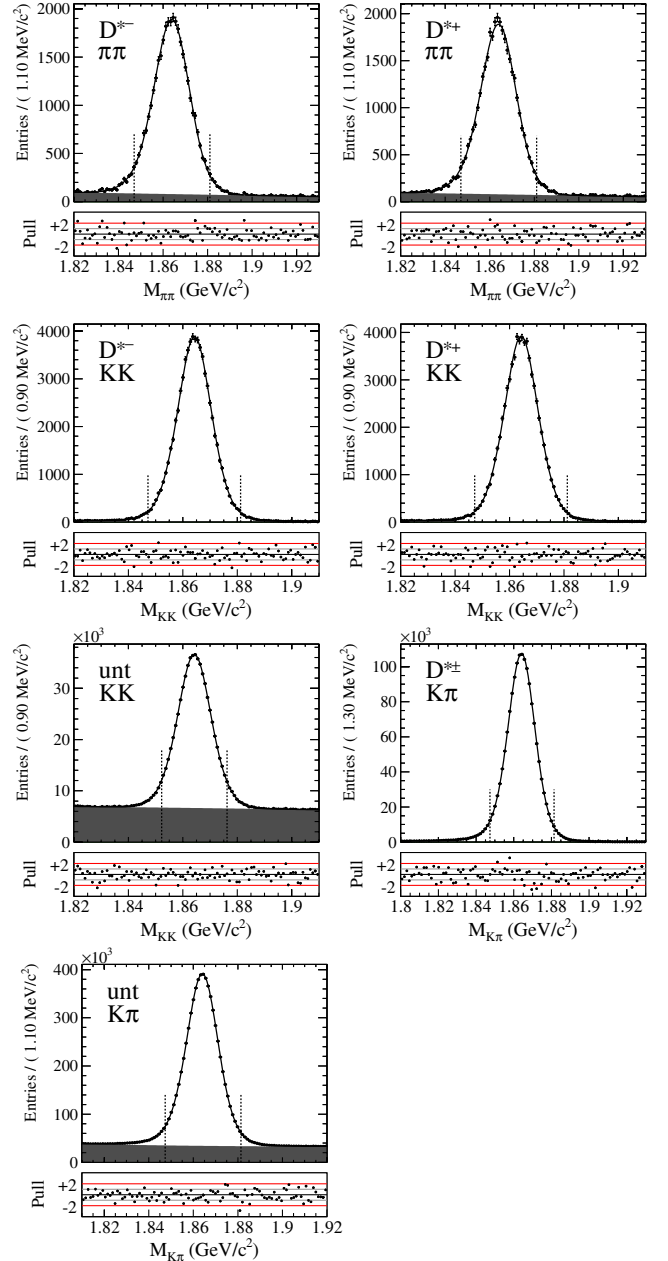 D*− ππ
Entries / ( 1.10 MeV/c²)
2000
1500
1000
500
0
Pull
+2
-2
1.82 1.84 1.86 1.88 1.9 1.92
Mππ (GeV/c²)
D*+ ππ
Entries / ( 1.10 MeV/c²)
2000
1500
1000
500
0
Pull
+2
-2
1.82 1.84 1.86 1.88 1.9 1.92
Mππ (GeV/c²)
D*− KK
Entries / ( 0.90 MeV/c²)
4000
3000
2000
1000
0
Pull
+2
-2
1.82 1.84 1.86 1.88 1.9
MKK (GeV/c²)
D*+ KK
Entries / ( 0.90 MeV/c²)
4000
3000
2000
1000
0
Pull
+2
-2
1.82 1.84 1.86 1.88 1.9
MKK (GeV/c²)
×10³
unt KK
Entries / ( 0.90 MeV/c²)
30
20
10
0
Pull
+2
-2
1.82 1.84 1.86 1.88 1.9
MKK (GeV/c²)
×10³
D*± Kπ
Entries / ( 1.30 MeV/c²)
100
80
60
40
20
0
Pull
+2
-2
1.8 1.82 1.84 1.86 1.88 1.9 1.92
MKπ (GeV/c²)
×10³
unt Kπ
Entries / ( 1.10 MeV/c²)
400
300
200
100
0
Pull
+2
-2
1.82 1.84 1.86 1.88 1.9 1.92
MKπ (GeV/c²)